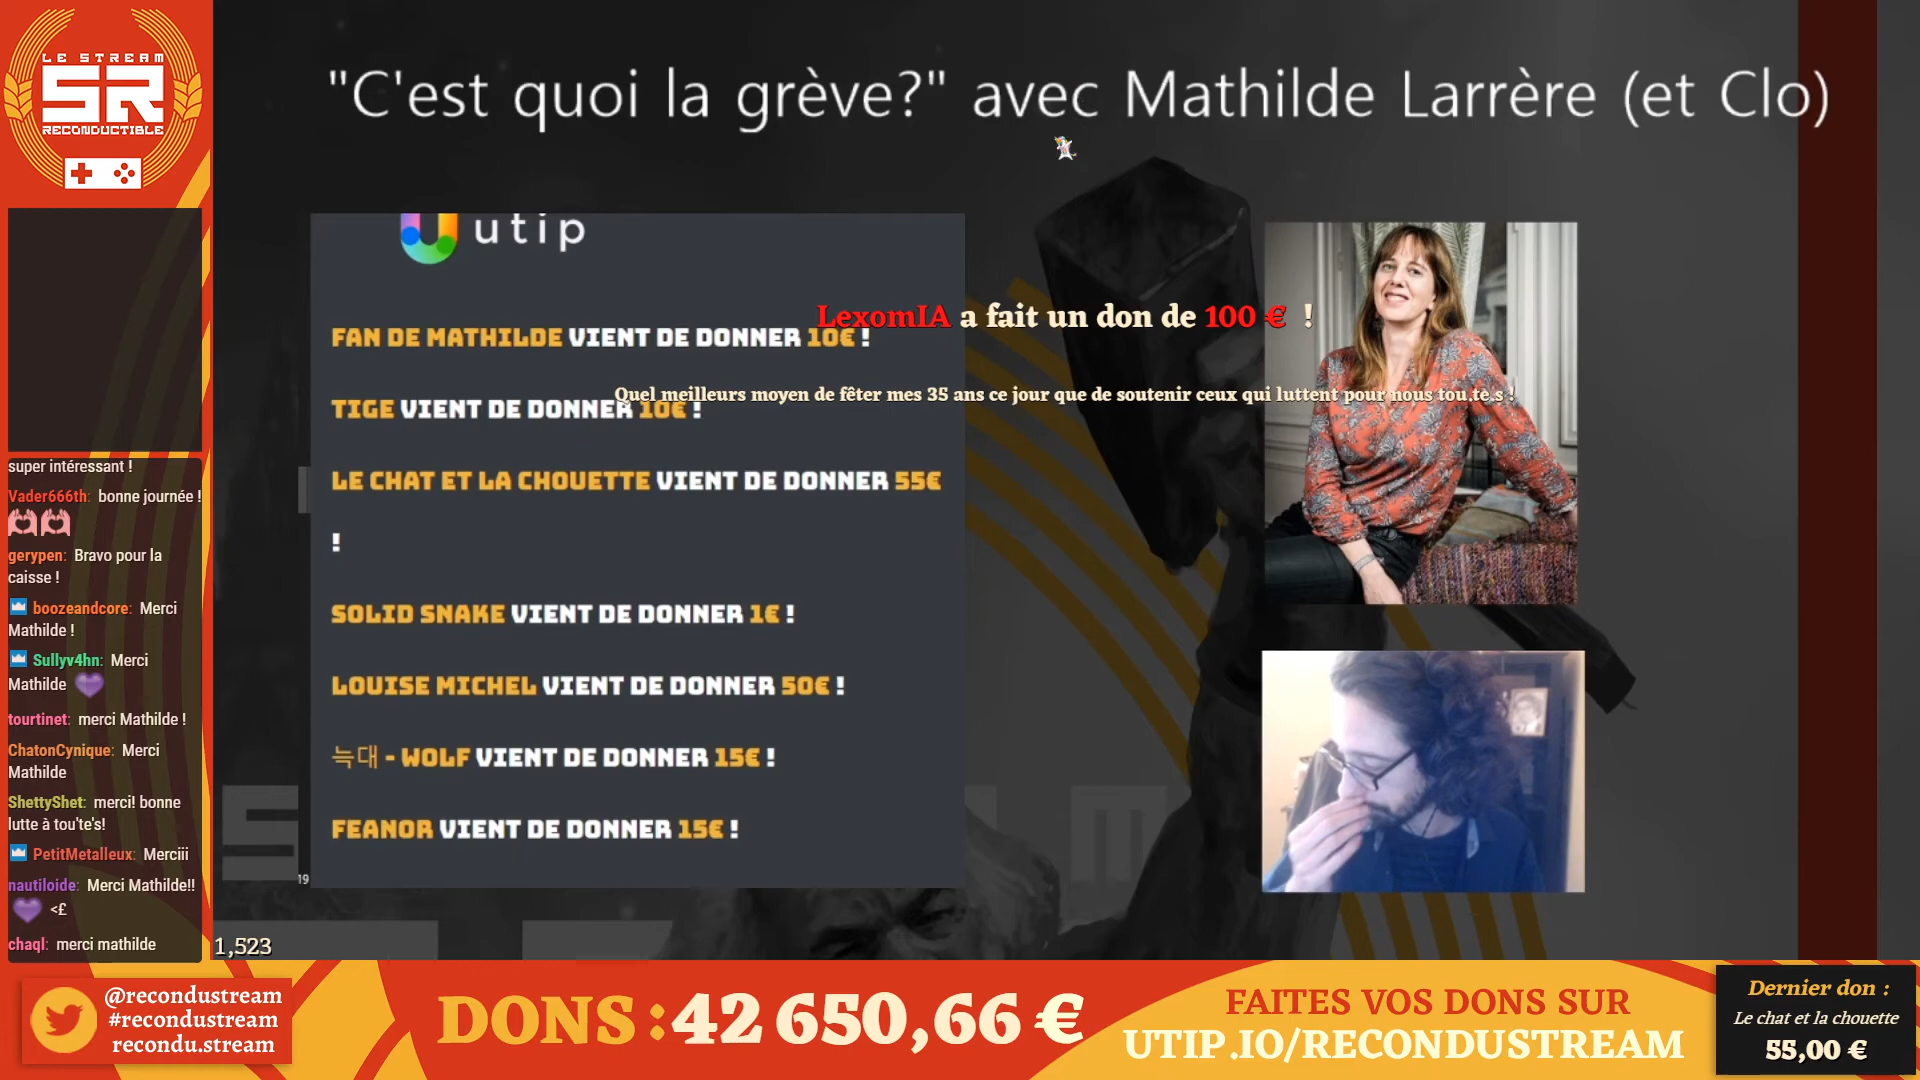 LE STREAM
SR
RECONDUCTIBLE
"C'est quoi la grève?" avec Mathilde Larrère (et Clo)
utip
LexomIA a fait un don de 100 € !
Quel meilleurs moyen de fêter mes 35 ans ce jour que de soutenir ceux qui luttent pour nous tou.te.s !
FAN DE MATHILDE VIENT DE DONNER 10€ !
TIGE VIENT DE DONNER 10€ !
LE CHAT ET LA CHOUETTE VIENT DE DONNER 55€
!
SOLID SNAKE VIENT DE DONNER 1€ !
LOUISE MICHEL VIENT DE DONNER 50€ !
늑대 - WOLF VIENT DE DONNER 15€ !
FEANOR VIENT DE DONNER 15€ !
super intéressant !
Vader666th: bonne journée !
gerypen: Bravo pour la
caisse !
boozeandcore: Merci
Mathilde !
Sullyv4hn: Merci
Mathilde
tourtinet: merci Mathilde !
ChatonCynique: Merci
Mathilde
ShettyShet: merci! bonne
lutte à tou'te's!
PetitMetalleux: Merciii
nautiloide: Merci Mathilde!!
<£
chaql: merci mathilde
19
1,523
@recondustream
#recondustream
recondu.stream
DONS : 42 650,66 €
FAITES VOS DONS SUR
UTIP.IO/RECONDUSTREAM
Dernier don :
Le chat et la chouette
55,00 €